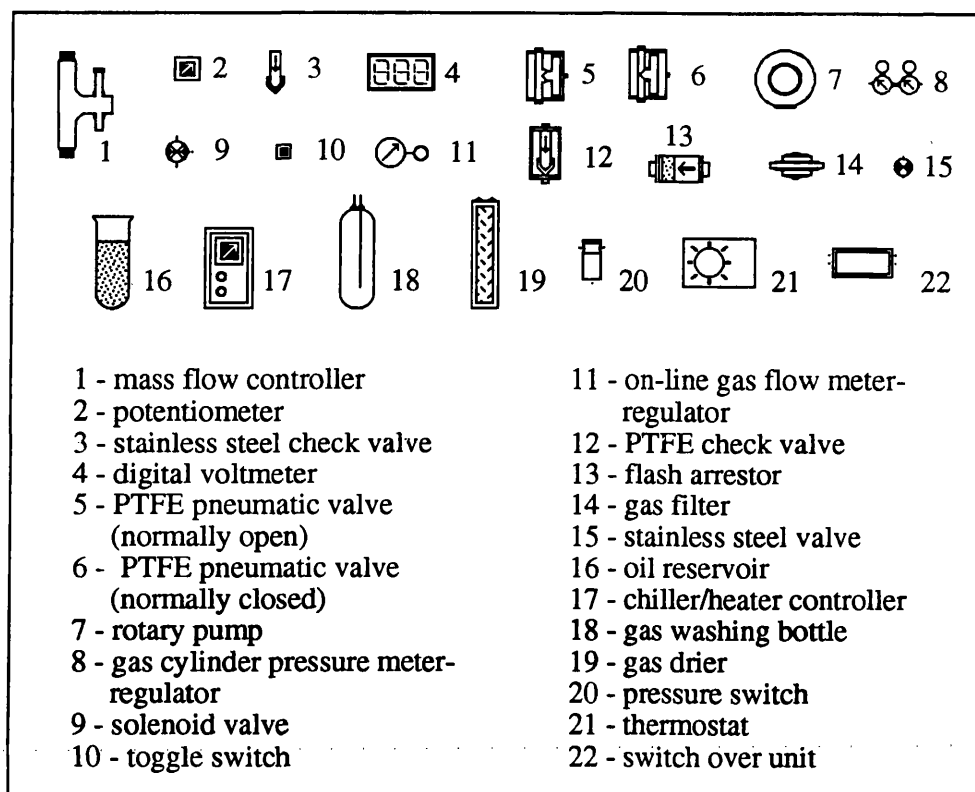 2 3 4 5 6 7 8
1 9 10 11 12 13 14 15
16 17 18 19 20 21 22
1 - mass flow controller
2 - potentiometer
3 - stainless steel check valve
4 - digital voltmeter
5 - PTFE pneumatic valve
(normally open)
6 - PTFE pneumatic valve
(normally closed)
7 - rotary pump
8 - gas cylinder pressure meter-
regulator
9 - solenoid valve
10 - toggle switch
11 - on-line gas flow meter-
regulator
12 - PTFE check valve
13 - flash arrestor
14 - gas filter
15 - stainless steel valve
16 - oil reservoir
17 - chiller/heater controller
18 - gas washing bottle
19 - gas drier
20 - pressure switch
21 - thermostat
22 - switch over unit